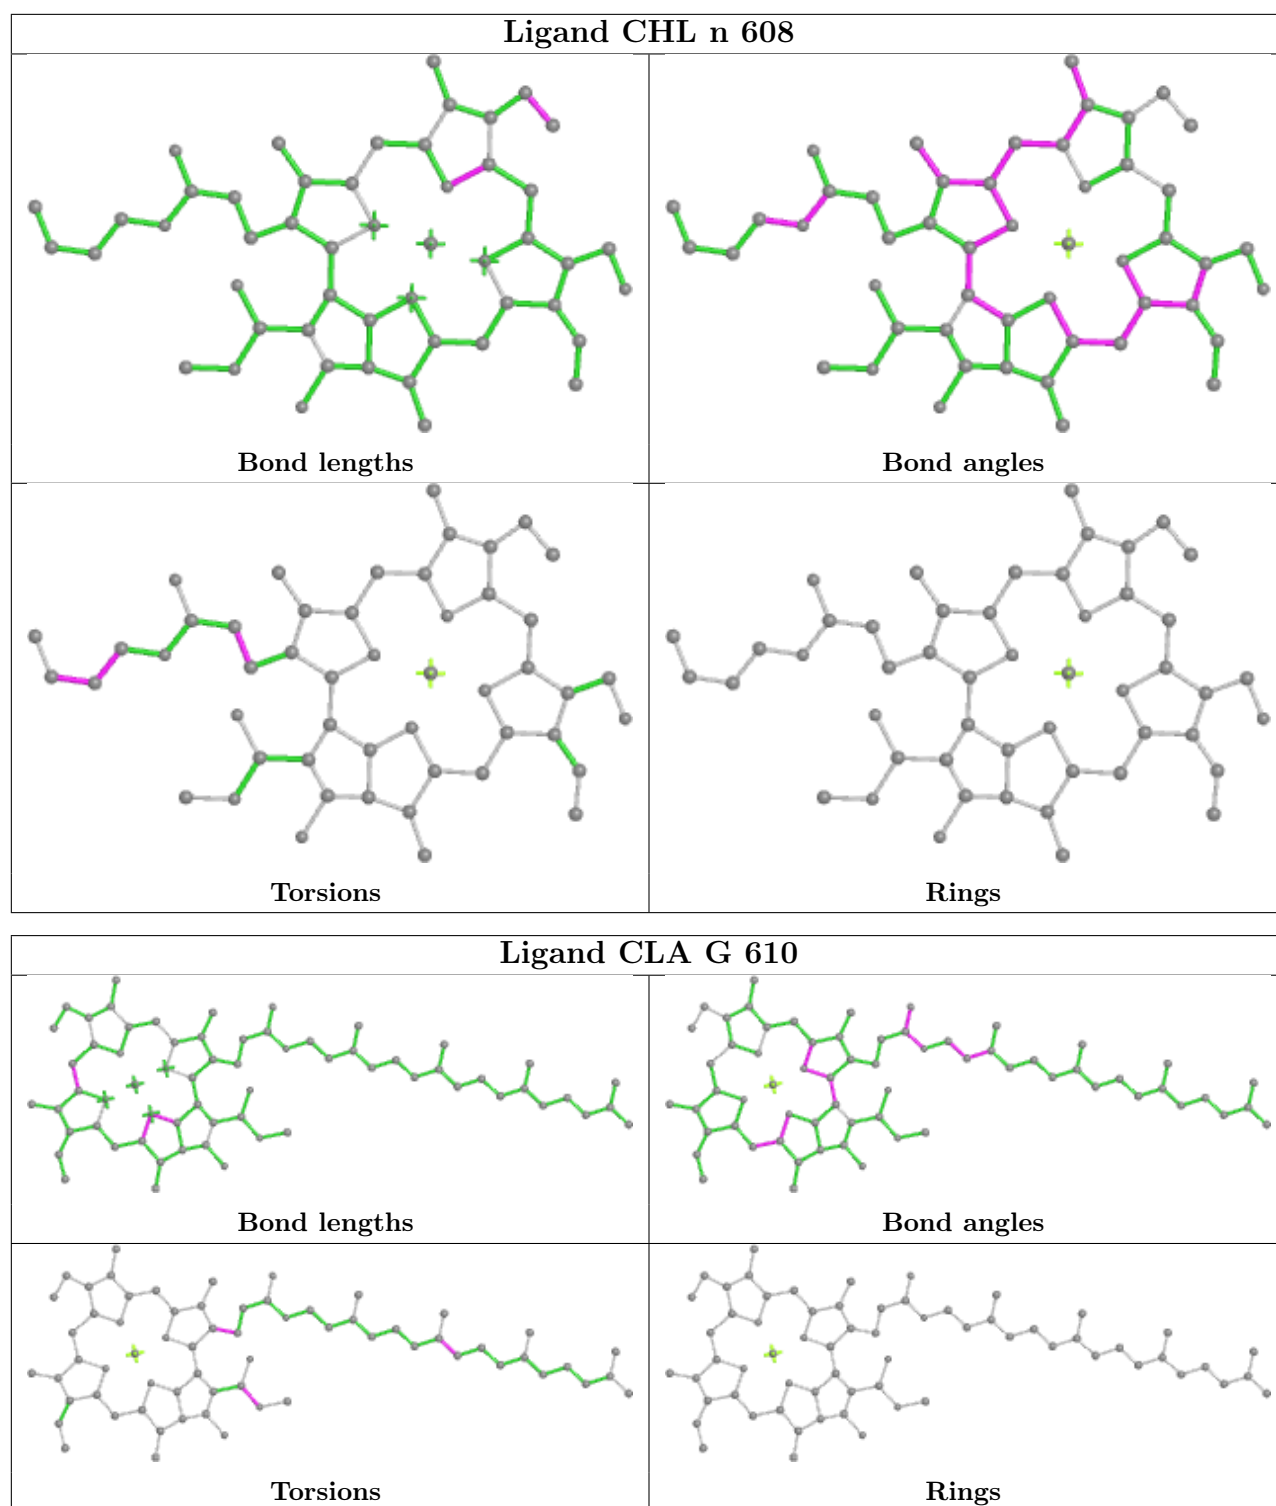 Ligand CHL n 608
Bond lengths
Bond angles
Torsions
Rings
Ligand CLA G 610
Bond lengths
Bond angles
Torsions
Rings